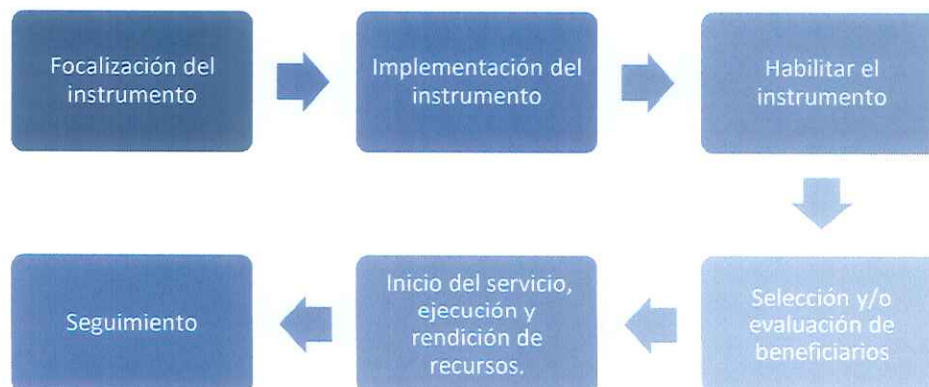 Focalización del
instrumento
Implementación del
instrumento
Habilitar el
instrumento
Selección y/o
evaluación de
beneficiarios
Inicio del servicio,
ejecución y
rendición de
recursos.
Seguimiento